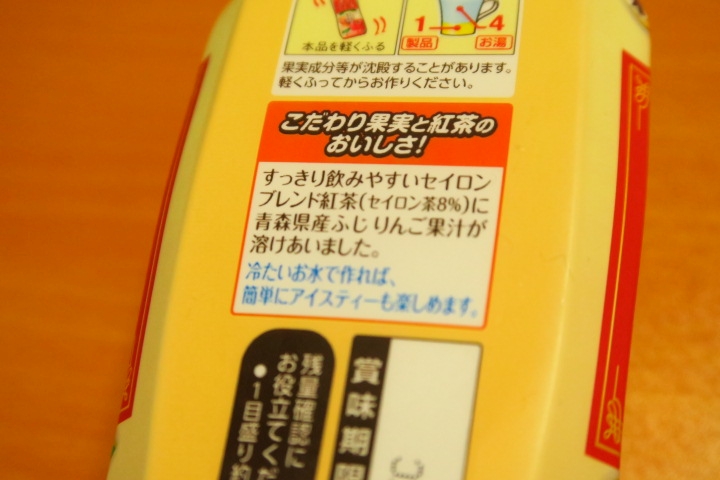 本品を軽くふる
1
4
製品
お湯
果実成分等が沈殿することがあります。
軽くふってからお作りください。
こだわり果実と紅茶の
おいしさ!
すっきり飲みやすいセイロン
ブレンド紅茶(セイロン茶8%)に
青森県産ふじりんご果汁が
溶けあいました。
冷たいお水で作れば、
簡単にアイスティーも楽しめます。
賞味期限
残量確認に
お役立てくだ
●1目盛り約